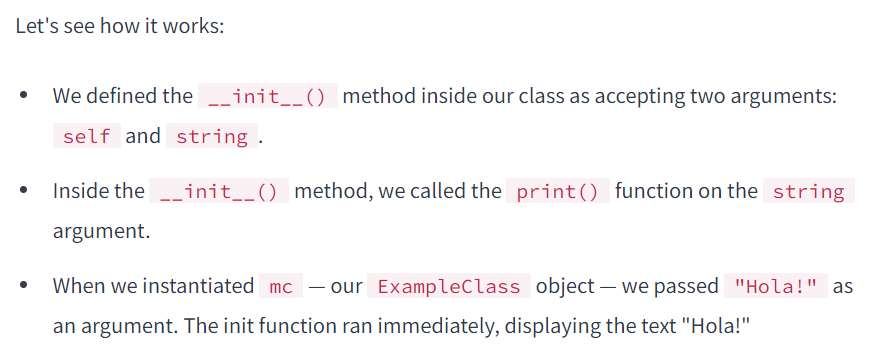 Let's see how it works:
• We defined the __init__() method inside our class as accepting two arguments:
self and string .
• Inside the __init__() method, we called the print() function on the string
argument.
• When we instantiated mc — our ExampleClass object — we passed "Hola!" as
an argument. The init function ran immediately, displaying the text "Hola!"